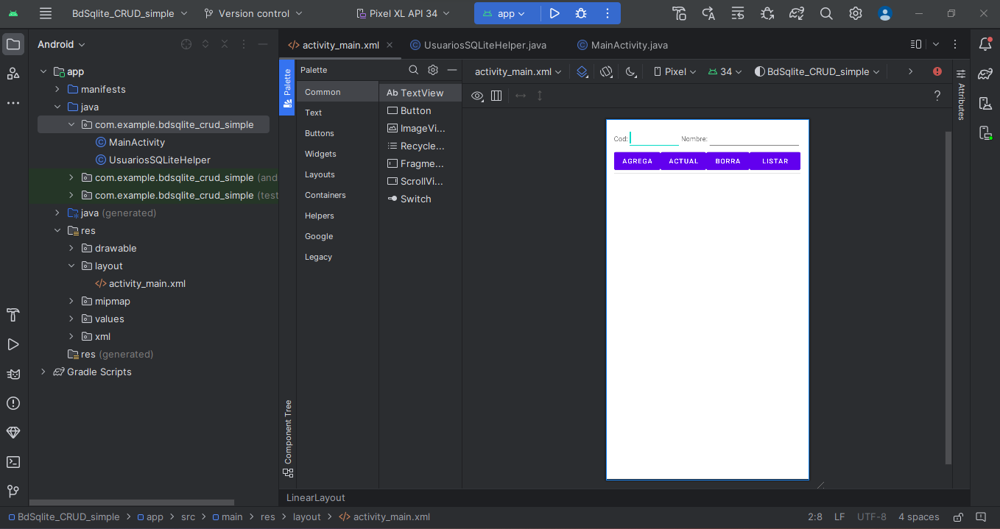 BdSqlite_CRUD_simple
Version control
Pixel XL API 34
app
Android
app
manifests
java
com.example.bdsqlite_crud_simple
MainActivity
UsuariosSQLiteHelper
com.example.bdsqlite_crud_simple (and
com.example.bdsqlite_crud_simple (test
java (generated)
res
drawable
layout
activity_main.xml
mipmap
values
xml
res (generated)
Gradle Scripts
activity_main.xml
UsuariosSQLiteHelper.java
MainActivity.java
Palette
Component Tree
Palette
Common
Text
Buttons
Widgets
Layouts
Containers
Helpers
Google
Legacy
Ab TextView
Button
ImageVi...
Recycle...
Fragme...
ScrollVi...
Switch
activity_main.xml
Pixel
34
BdSqlite_CRUD_simple
?
Attributes
Cod: Nombre:
AGREGA ACTUAL BORRA LISTAR
LinearLayout
BdSqlite_CRUD_simple > app > src > main > res > layout > activity_main.xml
2:8 LF UTF-8 4 spaces